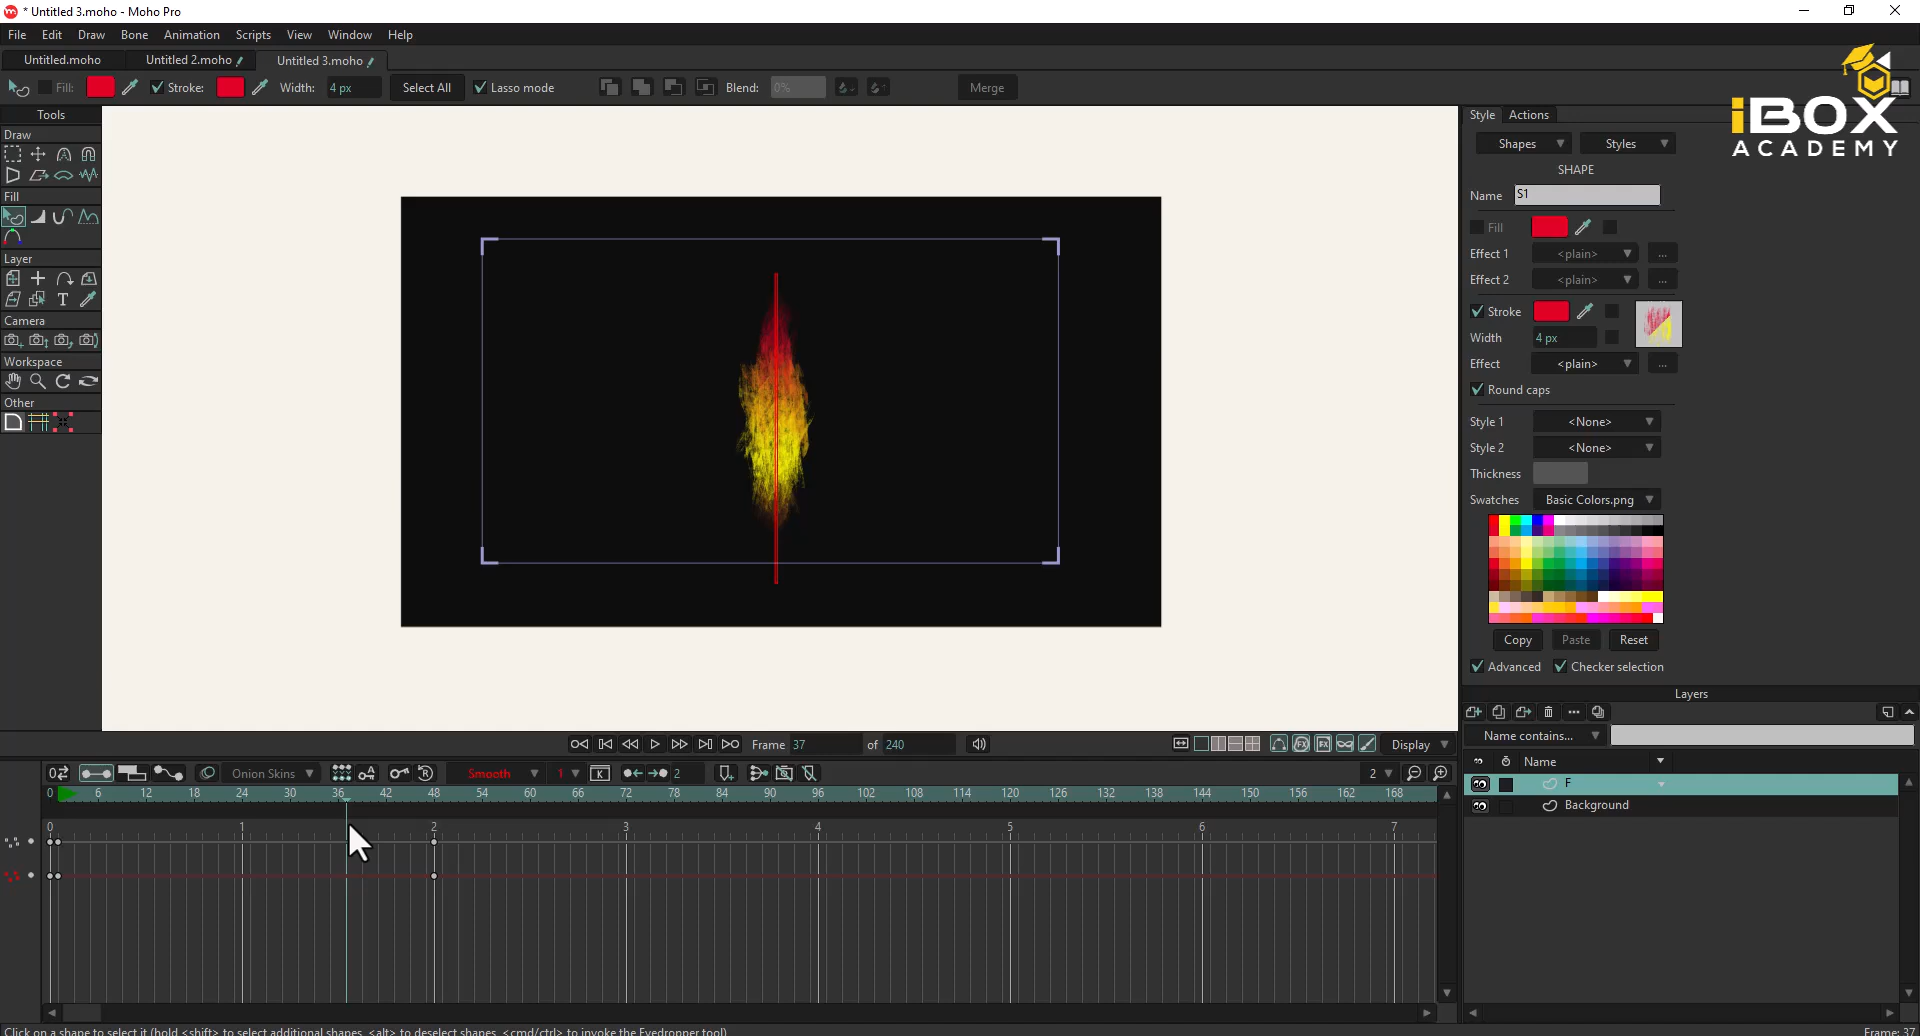 * Untitled 3.moho - Moho Pro
File Edit Draw Bone Animation Scripts View Window Help
Untitled.moho Untitled 2.moho Untitled 3.moho
Fill: Stroke: Width: 4 px Select All Lasso mode Blend: 0% Merge
iBOX
ACADEMY
Tools
Draw
Fill
Layer
Camera
Workspace
Other
Style Actions
Shapes Styles
SHAPE
Name S1
Fill
Effect 1 <plain> ...
Effect 2 <plain> ...
Stroke
Width 4 px
Effect <plain> ...
Round caps
Style 1 <None>
Style 2 <None>
Thickness
Swatches Basic Colors.png
Copy Paste Reset
Advanced Checker selection
Layers
Name contains...
Name
F
Background
Frame 37 of 240 Display
Onion Skins Smooth 1 2 2
0 6 12 18 24 30 36 42 48 54 60 66 72 78 84 90 96 102 108 114 120 126 132 138 144 150 156 162 168
0 1 2 3 4 5 6 7
Click on a shape to select it (hold <shift> to select additional shapes, <alt> to deselect shapes, <cmd/ctrl> to invoke the Eyedropper tool)
Frame: 37